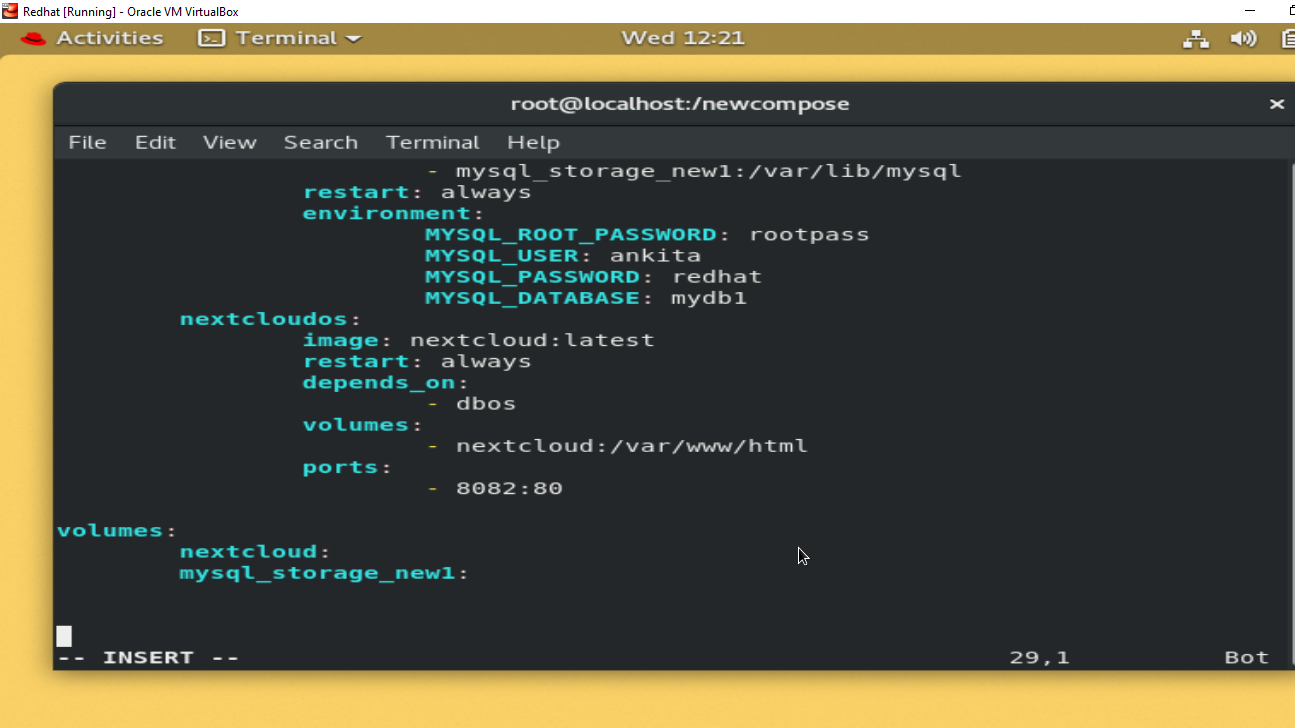 Redhat [Running] - Oracle VM VirtualBox
Activities Terminal Wed 12:21
root@localhost:/newcompose
File Edit View Search Terminal Help
- mysql_storage_new1:/var/lib/mysql
restart: always
environment:
MYSQL_ROOT_PASSWORD: rootpass
MYSQL_USER: ankita
MYSQL_PASSWORD: redhat
MYSQL_DATABASE: mydb1
nextcloudos:
image: nextcloud:latest
restart: always
depends_on:
- dbos
volumes:
- nextcloud:/var/www/html
ports:
- 8082:80
volumes:
nextcloud:
mysql_storage_new1:
-- INSERT -- 29,1 Bot